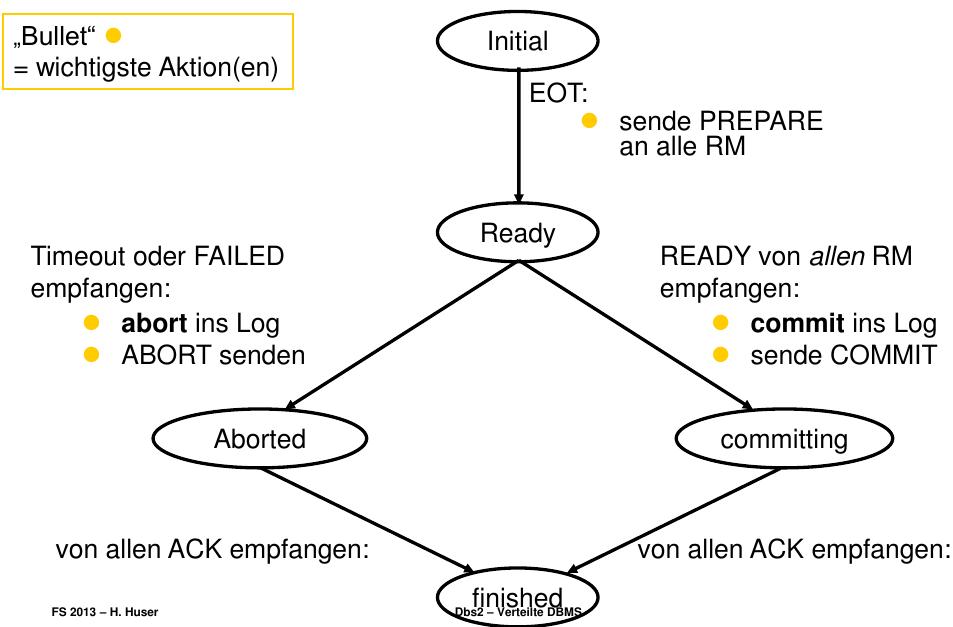 „Bullet“
= wichtigste Aktion(en)
Initial
EOT:
sende PREPARE
an alle RM
Ready
Timeout oder FAILED
empfangen:
abort ins Log
ABORT senden
READY von allen RM
empfangen:
commit ins Log
sende COMMIT
Aborted
committing
von allen ACK empfangen:
von allen ACK empfangen:
finished
FS 2013 – H. Huser
Dbs2 – Verteilte DBMS